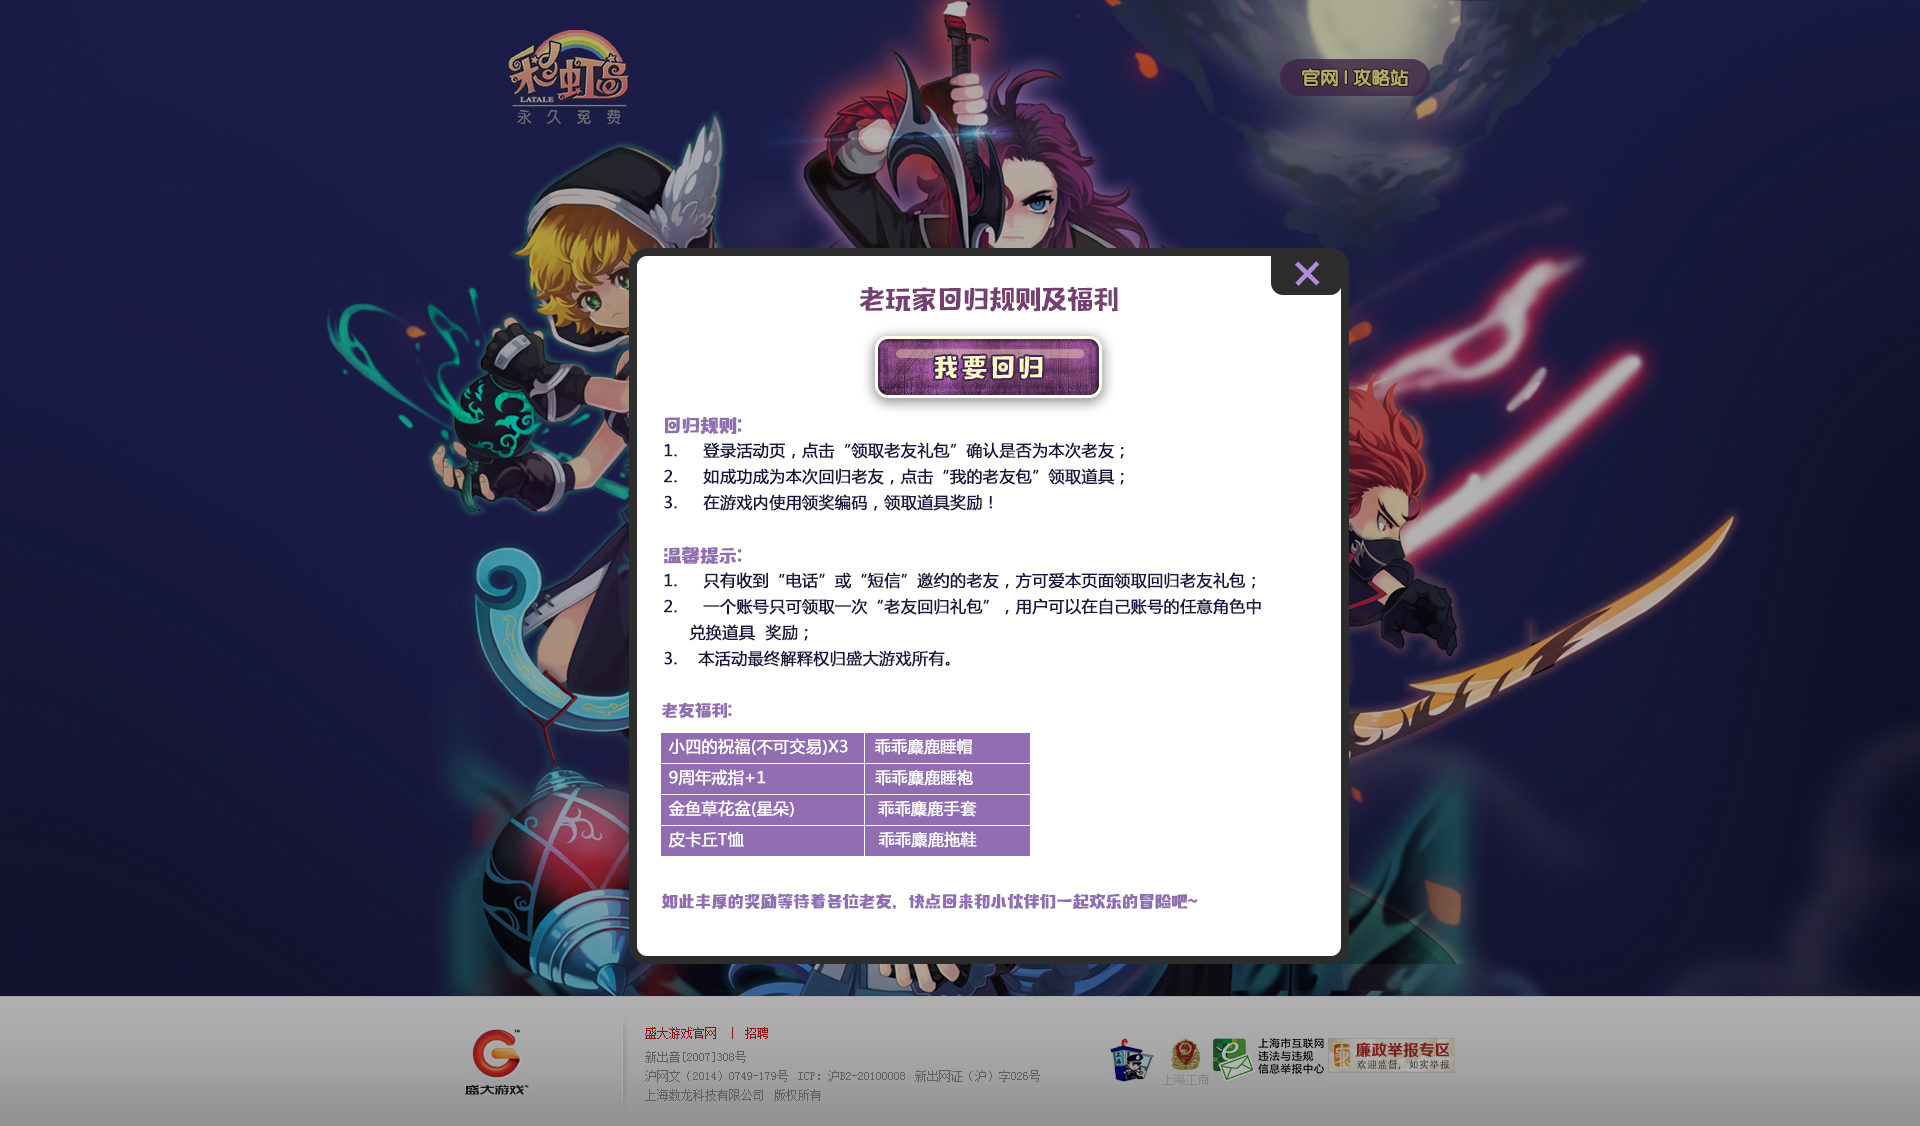 彩虹岛
LATALE
永久免费
官网 | 攻略站
老玩家回归规则及福利
我要回归
回归规则:
1. 登录活动页，点击“领取老友礼包”确认是否为本次老友；
2. 如成功成为本次回归老友，点击“我的老友包”领取道具；
3. 在游戏内使用领奖编码，领取道具奖励！
温馨提示:
1. 只有收到“电话”或“短信”邀约的老友，方可爱本页面领取回归老友礼包；
2. 一个账号只可领取一次“老友回归礼包”，用户可以在自己账号的任意角色中
兑换道具 奖励；
3. 本活动最终解释权归盛大游戏所有。
老友福利:
小四的祝福(不可交易)X3 乖乖麋鹿睡帽
9周年戒指+1 乖乖麋鹿睡袍
金鱼草花盆(星朵) 乖乖麋鹿手套
皮卡丘T恤 乖乖麋鹿拖鞋
如此丰厚的奖励等待着各位老友，快点回来和小伙伴们一起欢乐的冒险吧~
盛大游戏™
盛大游戏官网 | 招聘
新出音[2007]308号
沪网文（2014）0749-179号 ICP：沪B2-20100008 新出网证（沪）字026号
上海数龙科技有限公司 版权所有
上海工商
上海市互联网
违法与违规
信息举报中心
廉政举报专区
欢迎监督，如实举报